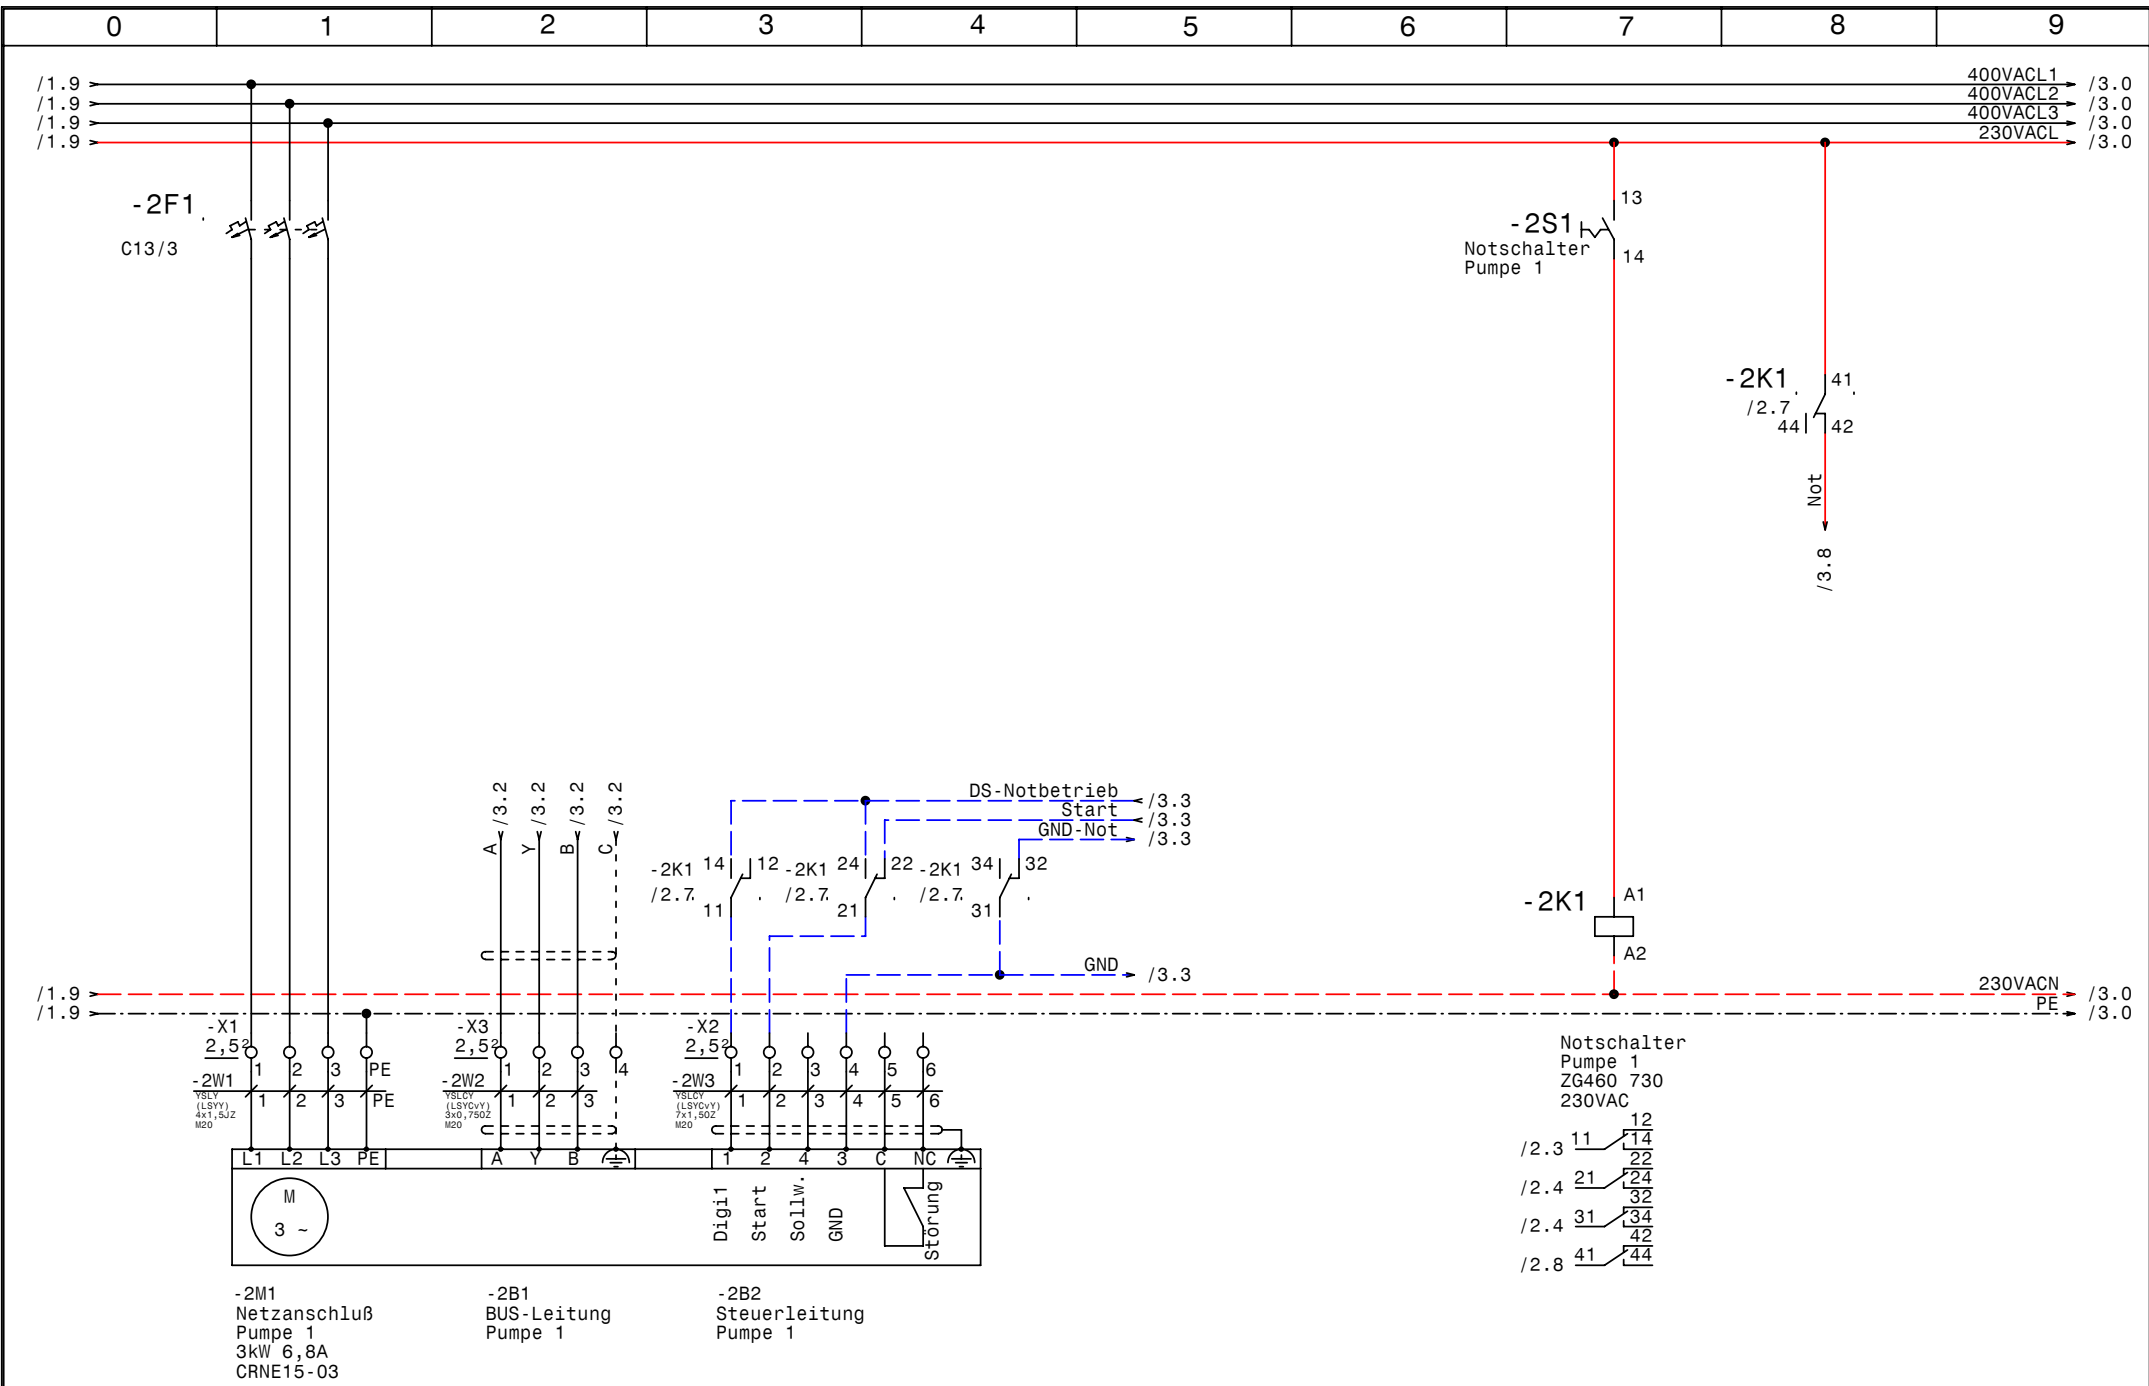 0 1 2 3 4 5 6 7 8 9
/1.9 400VACL1 /3.0
/1.9 400VACL2 /3.0
/1.9 400VACL3 /3.0
/1.9 230VACL /3.0
-2F1
C13/3
13
-2S1
Notschalter
Pumpe 1
14
-2K1
/2.7
41
44 42
Not
/3.8
/3.2 /3.2 /3.2 /3.2
A Y B C
DS-Notbetrieb /3.3
Start /3.3
GND-Not /3.3
-2K1 14 12 -2K1 24 22 -2K1 34 32
/2.7 /2.7 /2.7
11 21 31
-2K1 A1
A2
GND /3.3
/1.9 230VACN /3.0
/1.9 PE /3.0
-X1 -X3 -X2
2,5² 2,5² 2,5²
1 2 3 PE 1 2 3 4 1 2 3 4 5 6
-2W1 -2W2 -2W3
YSLY
(LSYY)
4x1,5JZ
M20
1 2 3 PE
YSLCY
(LSYCvY)
3x0,75OZ
M20
1 2 3
YSLCY
(LSYCvY)
7x1,5OZ
M20
1 2 3 4 5 6
L1 L2 L3 PE A Y B 1 2 4 3 C NC
M
3 ~
Digi1
Start
Sollw.
GND
Störung
-2M1
Netzanschluß
Pumpe 1
3kW 6,8A
CRNE15-03
-2B1
BUS-Leitung
Pumpe 1
-2B2
Steuerleitung
Pumpe 1
Notschalter
Pumpe 1
ZG460 730
230VAC
12
/2.3 11 14
22
/2.4 21 24
32
/2.4 31 34
42
/2.8 41 44